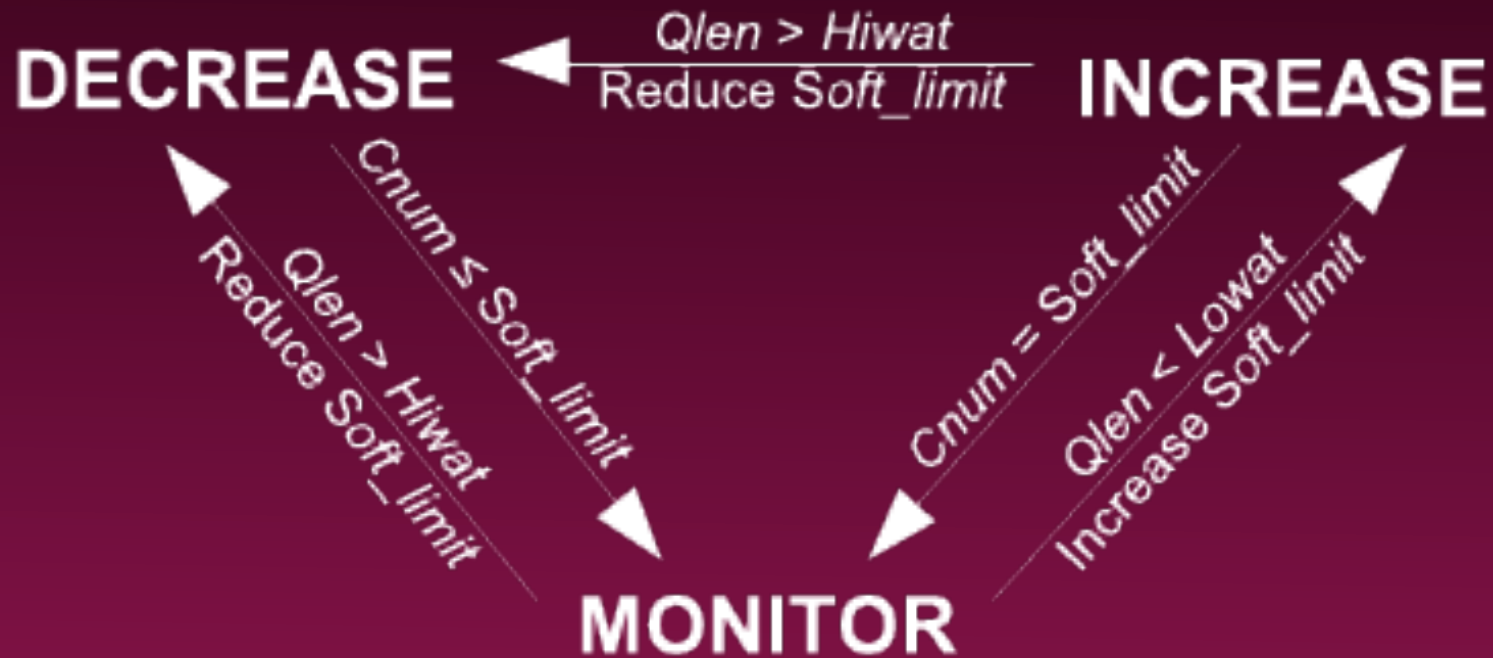 Qlen > Hiwat
DECREASE
Reduce Soft_limit
INCREASE
Cnum ≤ Soft_limit
Cnum = Soft_limit
Qlen > Hiwat
Reduce Soft_limit
Qlen < Lowat
Increase Soft_limit
MONITOR